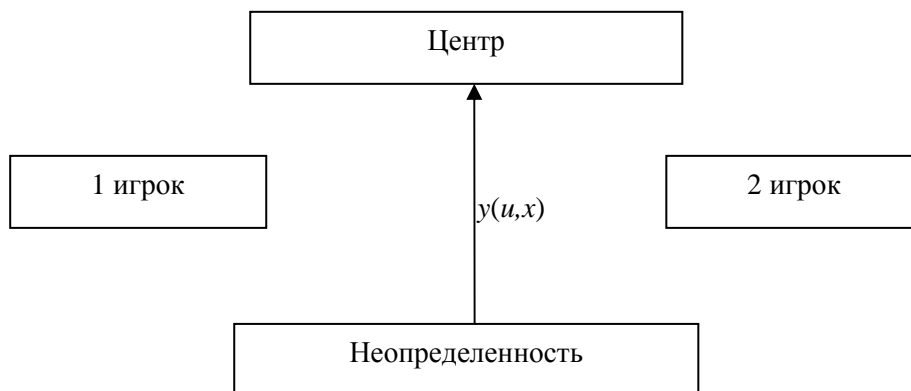 Центр
1 игрок
2 игрок
y(u,x)
Неопределенность